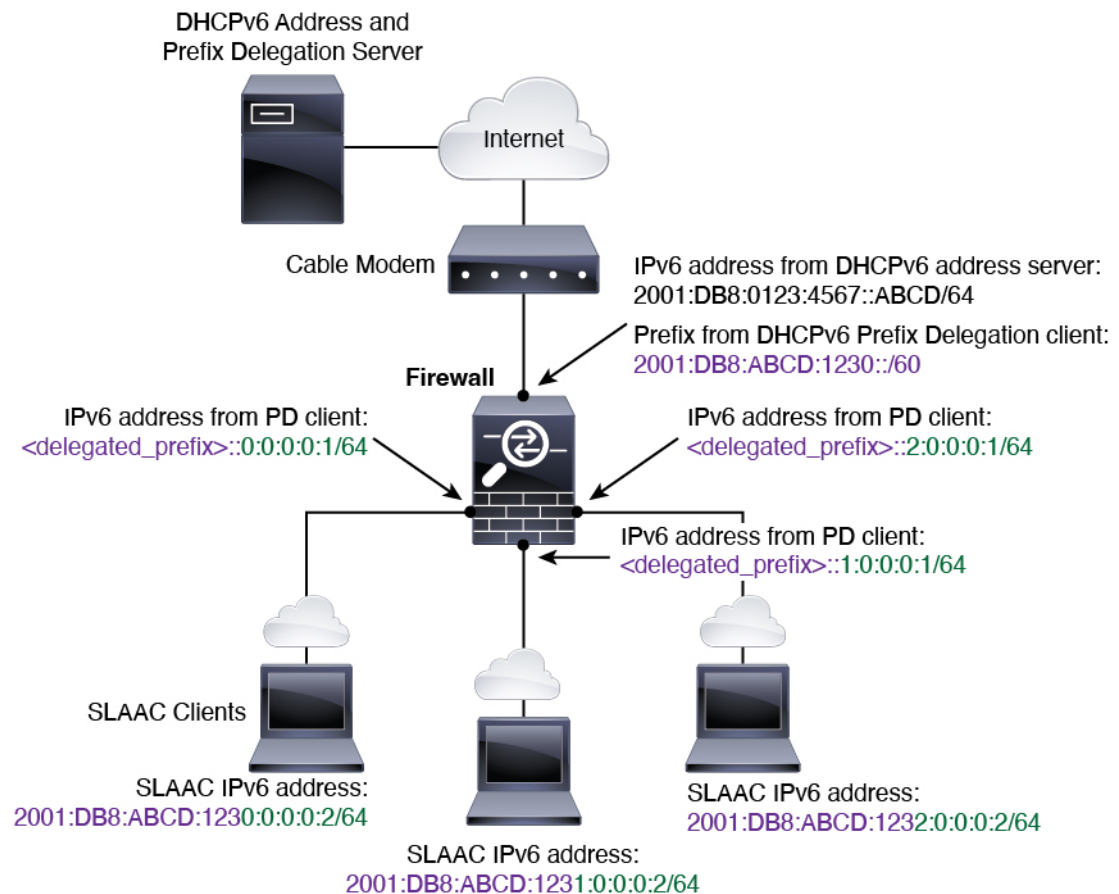 DHCPv6 Address and
Prefix Delegation Server
Internet
Cable Modem
IPv6 address from DHCPv6 address server:
2001:DB8:0123:4567::ABCD/64
Prefix from DHCPv6 Prefix Delegation client:
2001:DB8:ABCD:1230::/60
Firewall
IPv6 address from PD client:
<delegated_prefix>::0:0:0:0:1/64
IPv6 address from PD client:
<delegated_prefix>::2:0:0:0:1/64
IPv6 address from PD client:
<delegated_prefix>::1:0:0:0:1/64
SLAAC Clients
SLAAC IPv6 address:
2001:DB8:ABCD:1230:0:0:0:2/64
SLAAC IPv6 address:
2001:DB8:ABCD:1232:0:0:0:2/64
SLAAC IPv6 address:
2001:DB8:ABCD:1231:0:0:0:2/64